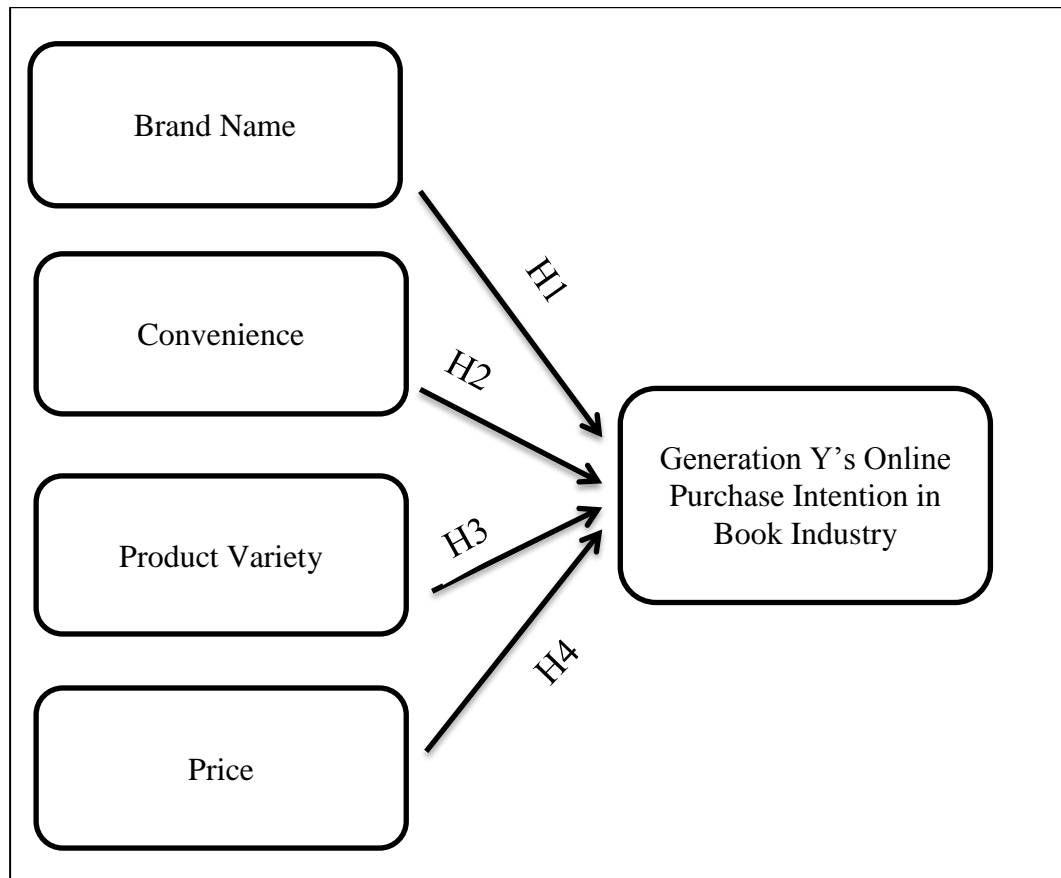 Brand Name
H1
Convenience
H2
Generation Y’s Online
Purchase Intention in
Book Industry
Product Variety
H3
H4
Price